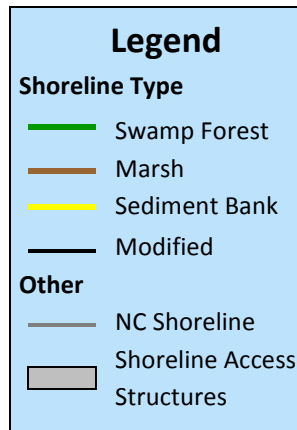 Legend
Shoreline Type
Swamp Forest
Marsh
Sediment Bank
Modified
Other
NC Shoreline
Shoreline Access
Structures